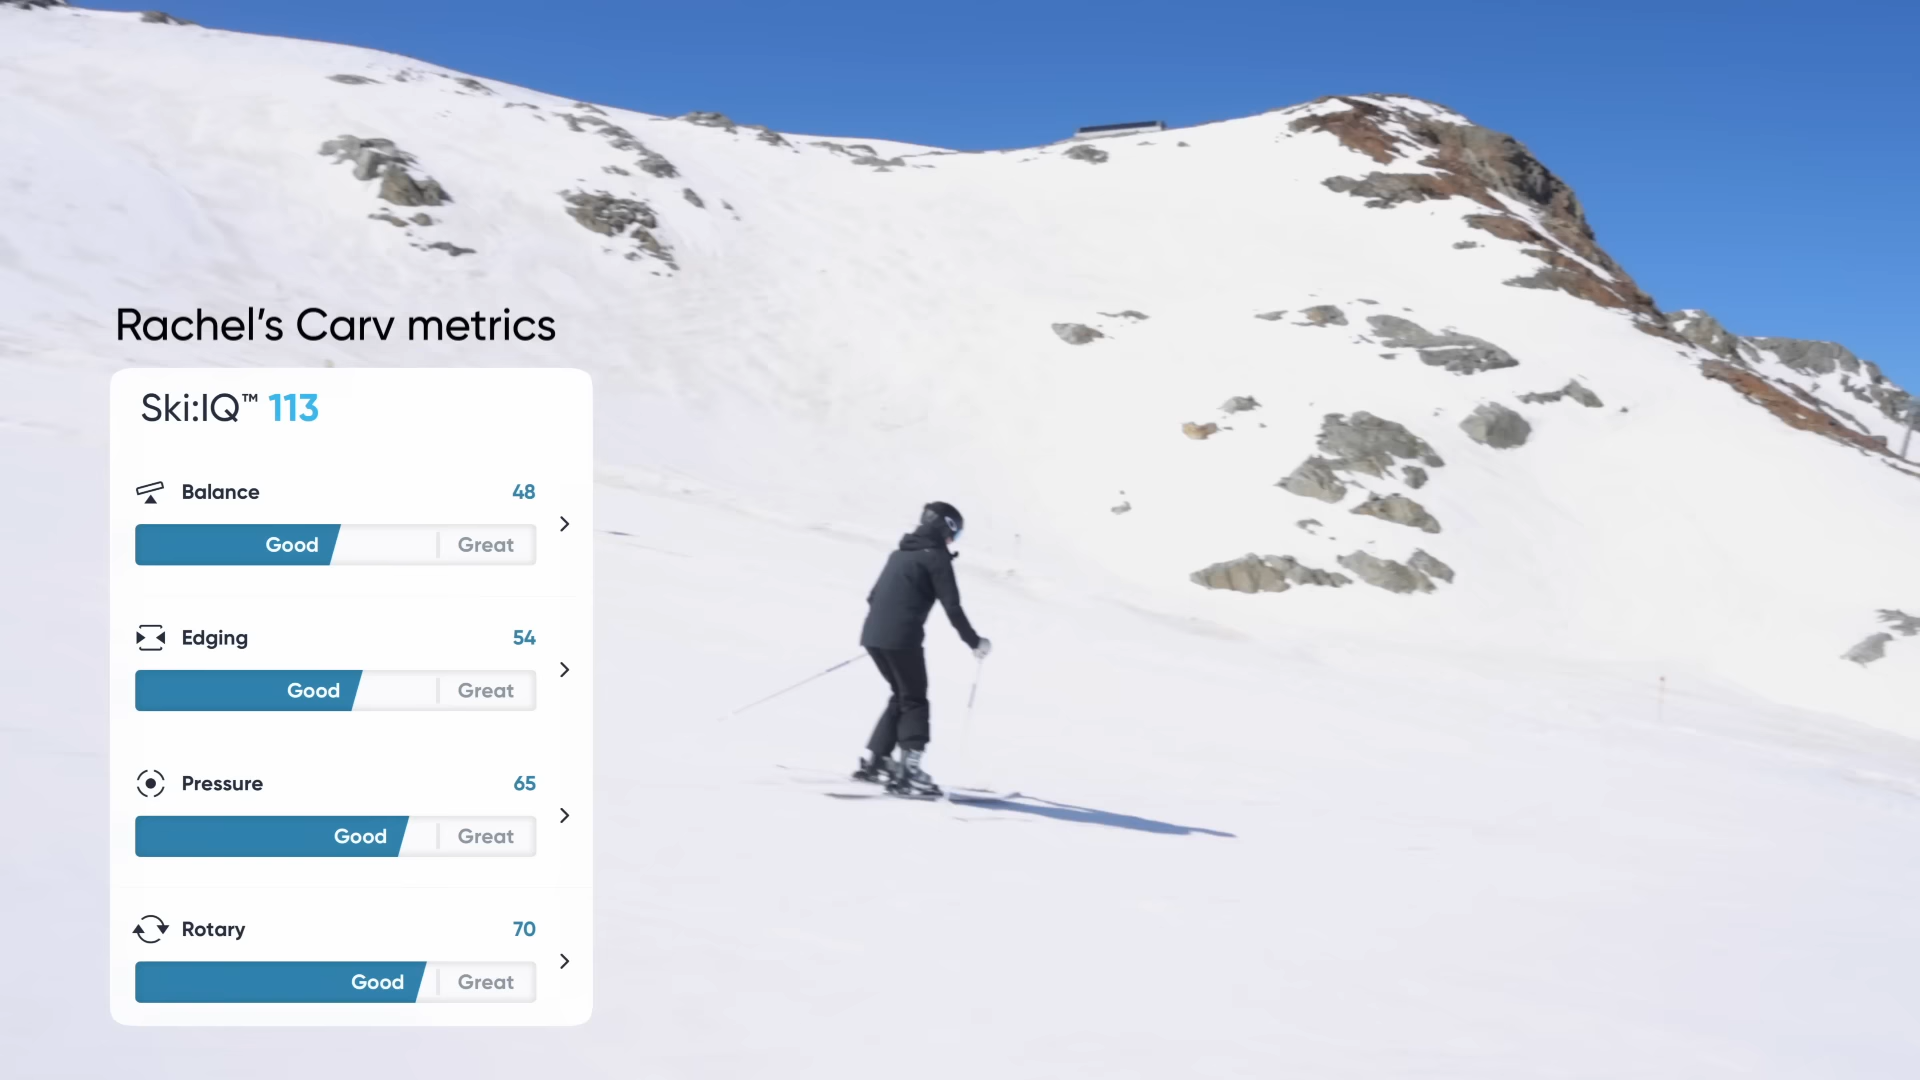 Rachel's Carv metrics
Ski:IQ™ 113
Balance 48
Good Great
Edging 54
Good Great
Pressure 65
Good Great
Rotary 70
Good Great